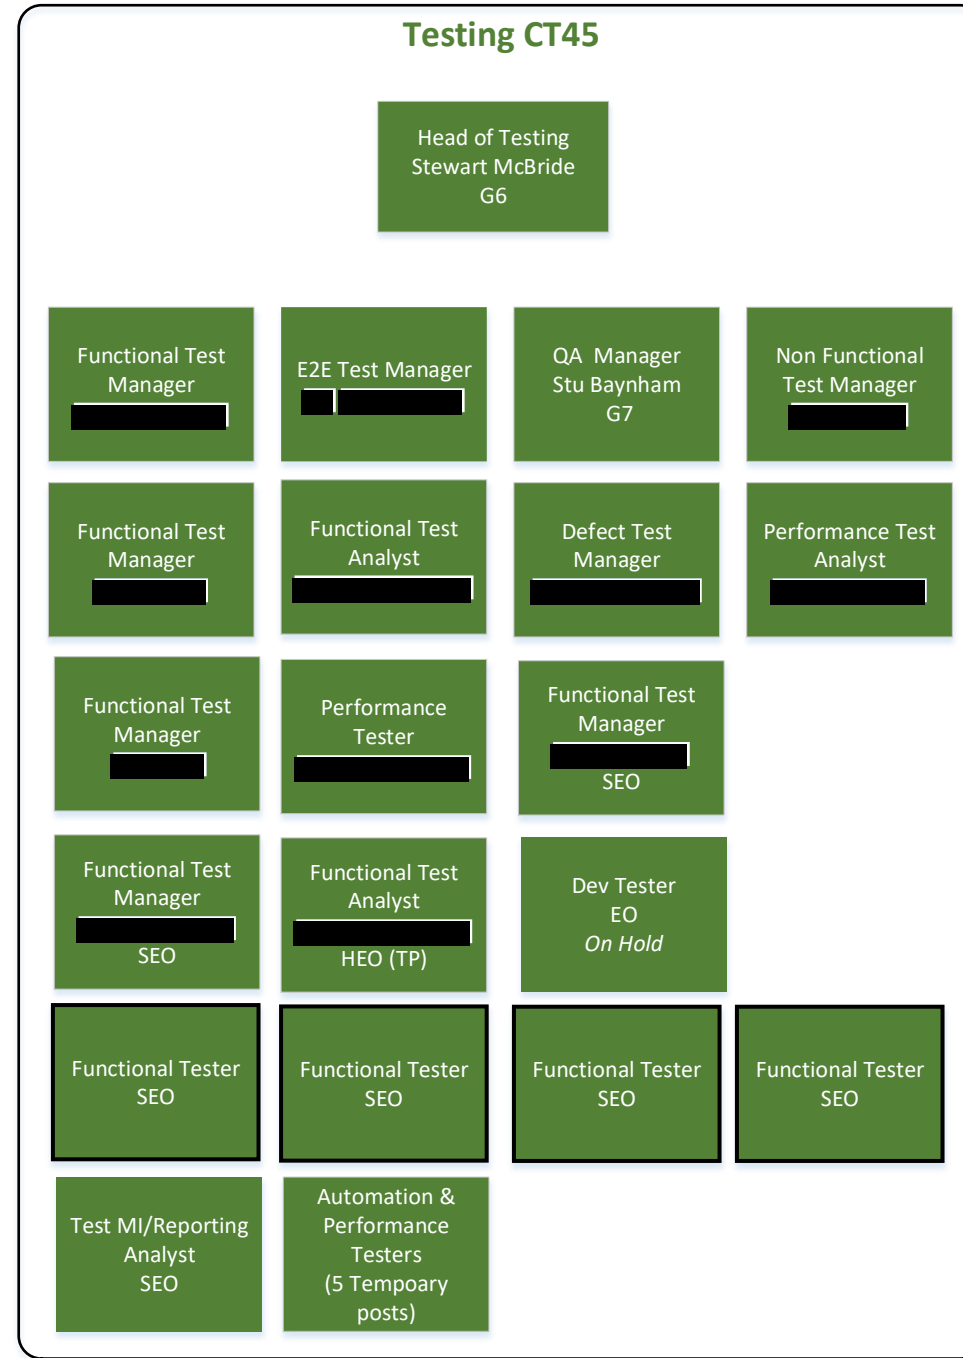 Testing CT45
Head of Testing
Stewart McBride
G6
Functional Test
Manager
E2E Test Manager
QA  Manager
Stu Baynham
G7
Non Functional
Test Manager
Functional Test
Manager
Functional Test
Analyst
Defect Test
Manager
Performance Test
Analyst
Functional Test
Manager
Performance
Tester
Functional Test
Manager
SEO
Functional Test
Manager
SEO
Functional Test
Analyst
HEO (TP)
Dev Tester
EO
On Hold
Functional Tester
SEO
Functional Tester
SEO
Functional Tester
SEO
Functional Tester
SEO
Test MI/Reporting
Analyst
SEO
Automation &
Performance
Testers
(5 Tempoary
posts)